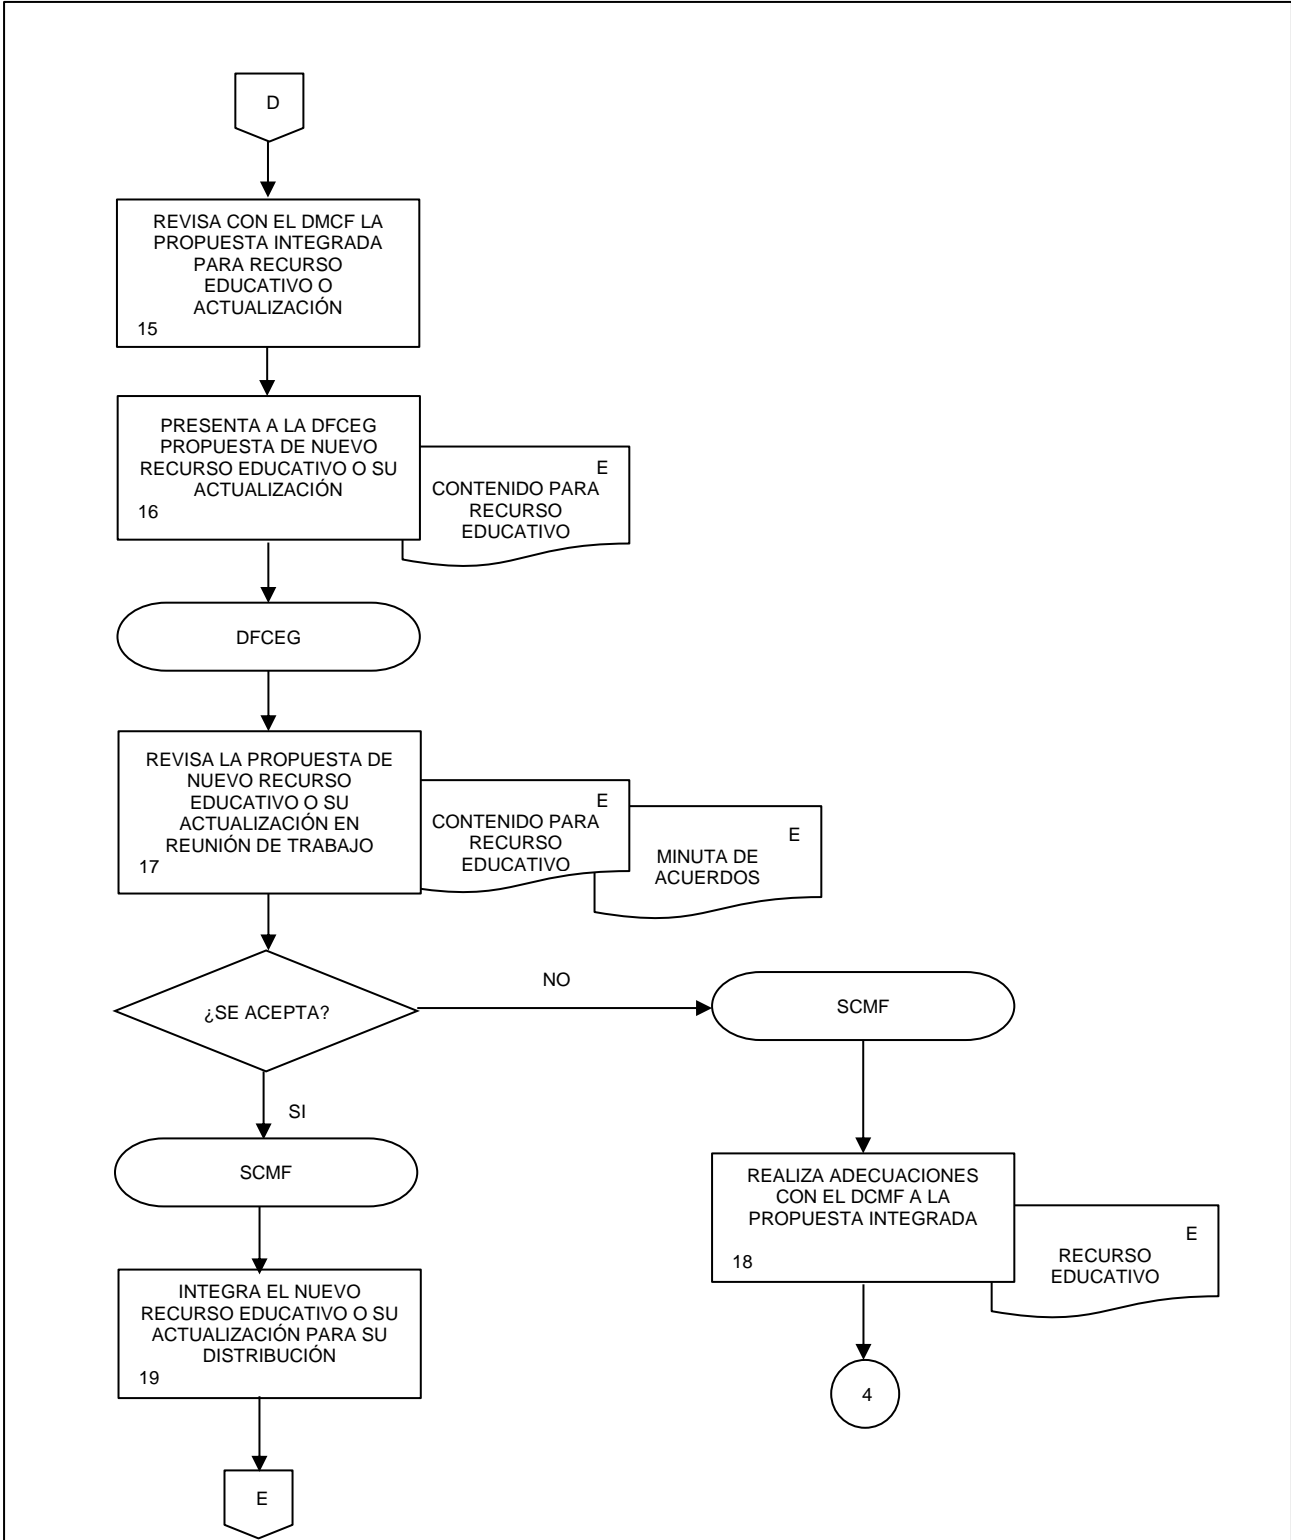 D
REVISA CON EL DMCF LA
PROPUESTA INTEGRADA
PARA RECURSO
EDUCATIVO O
ACTUALIZACIÓN
15
PRESENTA A LA DFCEG
PROPUESTA DE NUEVO
RECURSO EDUCATIVO O SU
ACTUALIZACIÓN
16
E
CONTENIDO PARA
RECURSO
EDUCATIVO
DFCEG
REVISA LA PROPUESTA DE
NUEVO RECURSO
EDUCATIVO O SU
ACTUALIZACIÓN EN
REUNIÓN DE TRABAJO
17
E
CONTENIDO PARA
RECURSO
EDUCATIVO
E
MINUTA DE
ACUERDOS
¿SE ACEPTA?
NO
SCMF
SI
SCMF
REALIZA ADECUACIONES
CON EL DCMF A LA
PROPUESTA INTEGRADA
18
E
RECURSO
EDUCATIVO
INTEGRA EL NUEVO
RECURSO EDUCATIVO O SU
ACTUALIZACIÓN PARA SU
DISTRIBUCIÓN
19
4
E